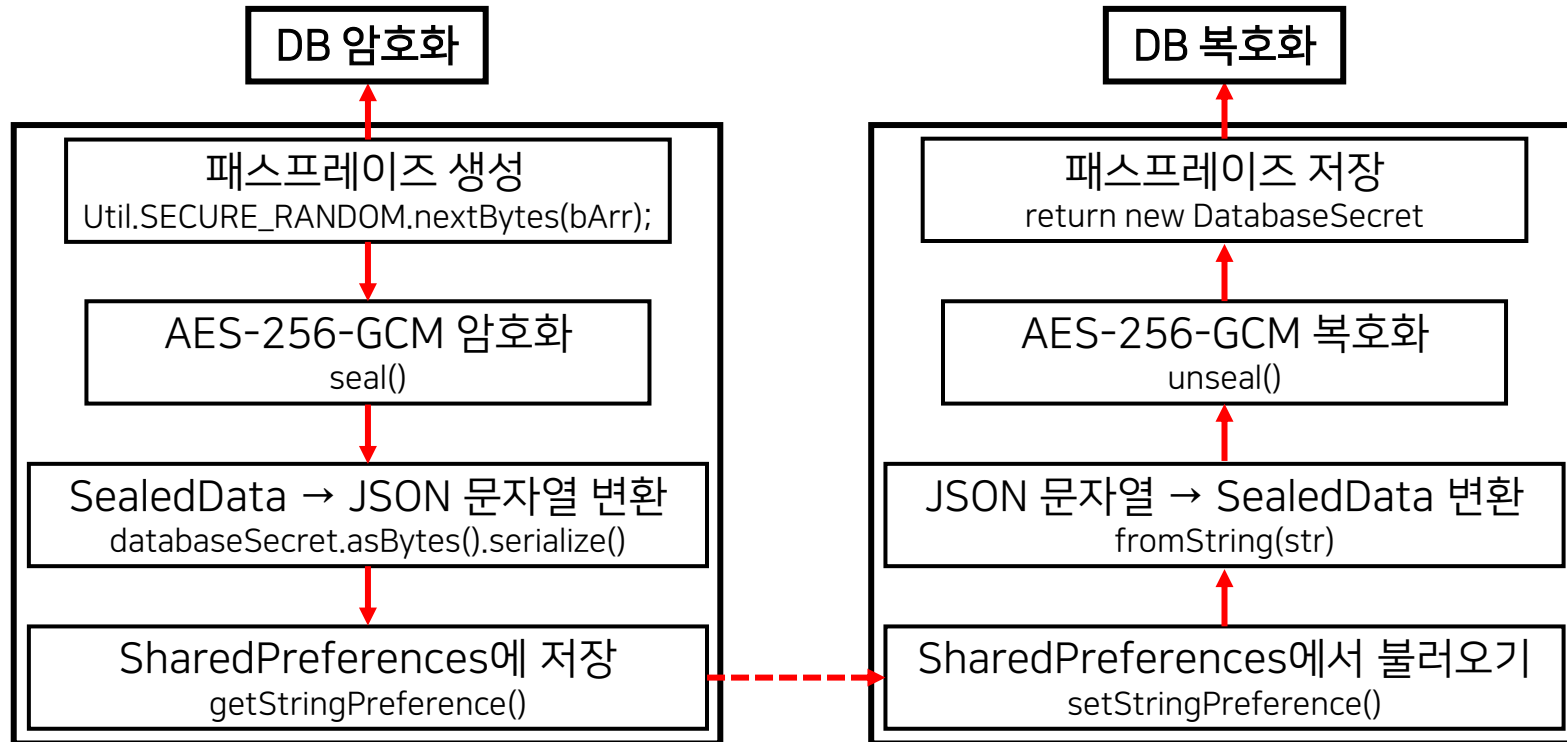 DB 암호화
패스프레이즈 생성
Util.SECURE_RANDOM.nextBytes(bArr);
AES-256-GCM 암호화
seal()
SealedData → JSON 문자열 변환
databaseSecret.asBytes().serialize()
SharedPreferences에 저장
getStringPreference()
DB 복호화
패스프레이즈 저장
return new DatabaseSecret
AES-256-GCM 복호화
unseal()
JSON 문자열 → SealedData 변환
fromString(str)
SharedPreferences에서 불러오기
setStringPreference()